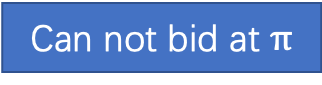 Can not bid at π